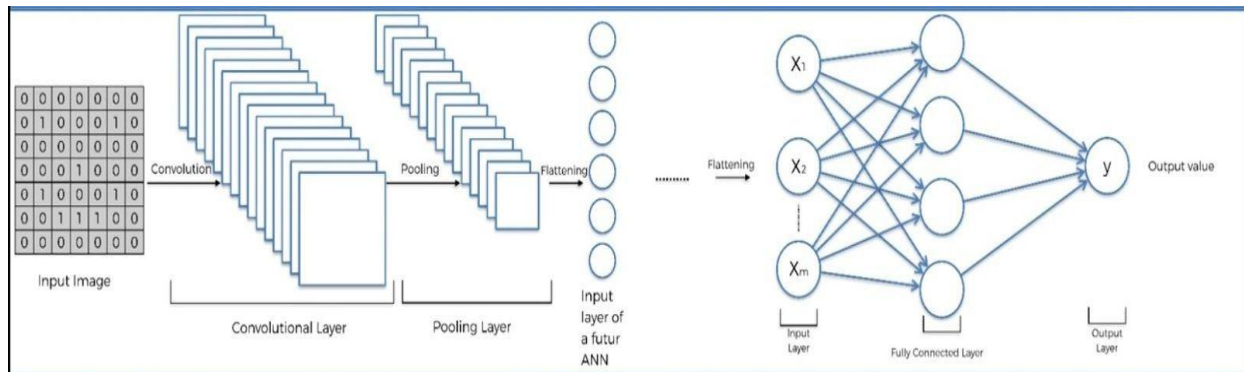 0 0 0 0 0 0 0
0 1 0 0 0 1 0
0 0 0 0 0 0 0
0 0 0 1 0 0 0
0 1 0 0 0 1 0
0 0 1 1 1 0 0
0 0 0 0 0 0 0
Input Image
Convolution
Convolutional Layer
Pooling
Pooling Layer
Flattening
Input
layer of
a futur
ANN
..........
Flattening
X1
X2
Xm
Input
Layer
Fully Connected Layer
y
Output value
Output
Layer